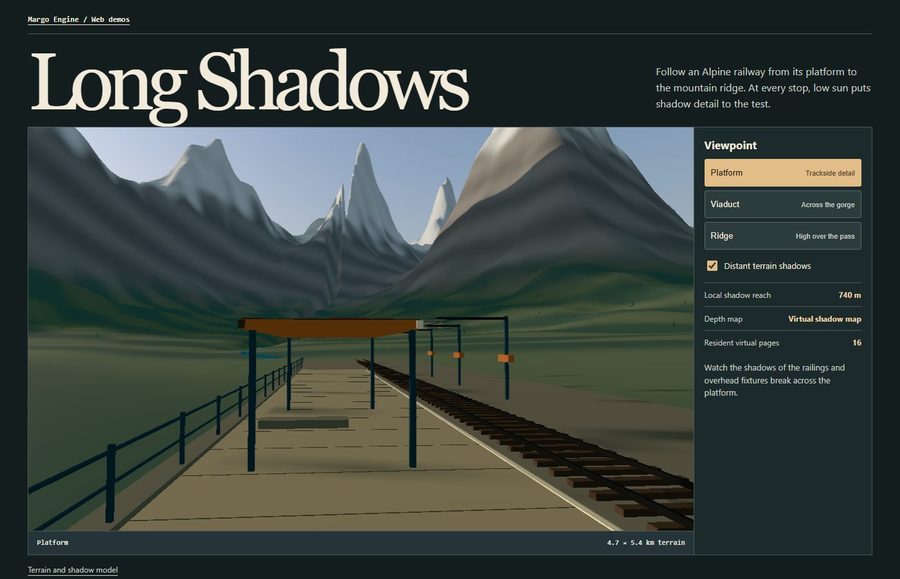 Margo Engine / Web demos
Long Shadows
Follow an Alpine railway from its platform to
the mountain ridge. At every stop, low sun puts
shadow detail to the test.
Viewpoint
Platform Trackside detail
Viaduct Across the gorge
Ridge High over the pass
Distant terrain shadows
Local shadow reach 740 m
Depth map Virtual shadow map
Resident virtual pages 16
Watch the shadows of the railings and
overhead fixtures break across the
platform.
Platform 4.7 × 5.4 km terrain
Terrain and shadow model